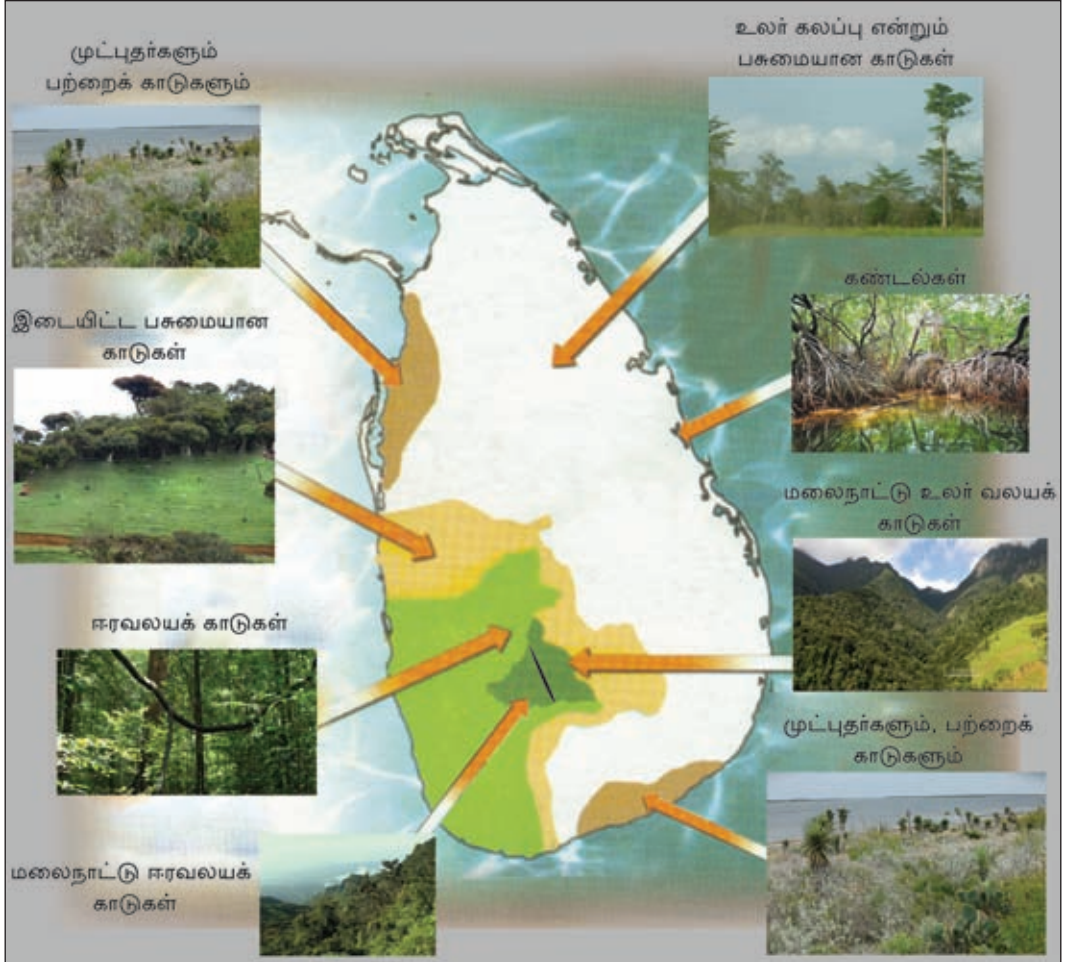 முட்புதர்களும்
பற்றைக் காடுகளும்
உலர் கலப்பு என்றும்
பசுமையான காடுகள்
கண்டல்கள்
இடையிட்ட பசுமையான
காடுகள்
மலைநாட்டு உலர் வலயக்
காடுகள்
ஈரவலயக் காடுகள்
முட்புதர்களும், பற்றைக்
காடுகளும்
மலைநாட்டு ஈரவலயக்
காடுகள்